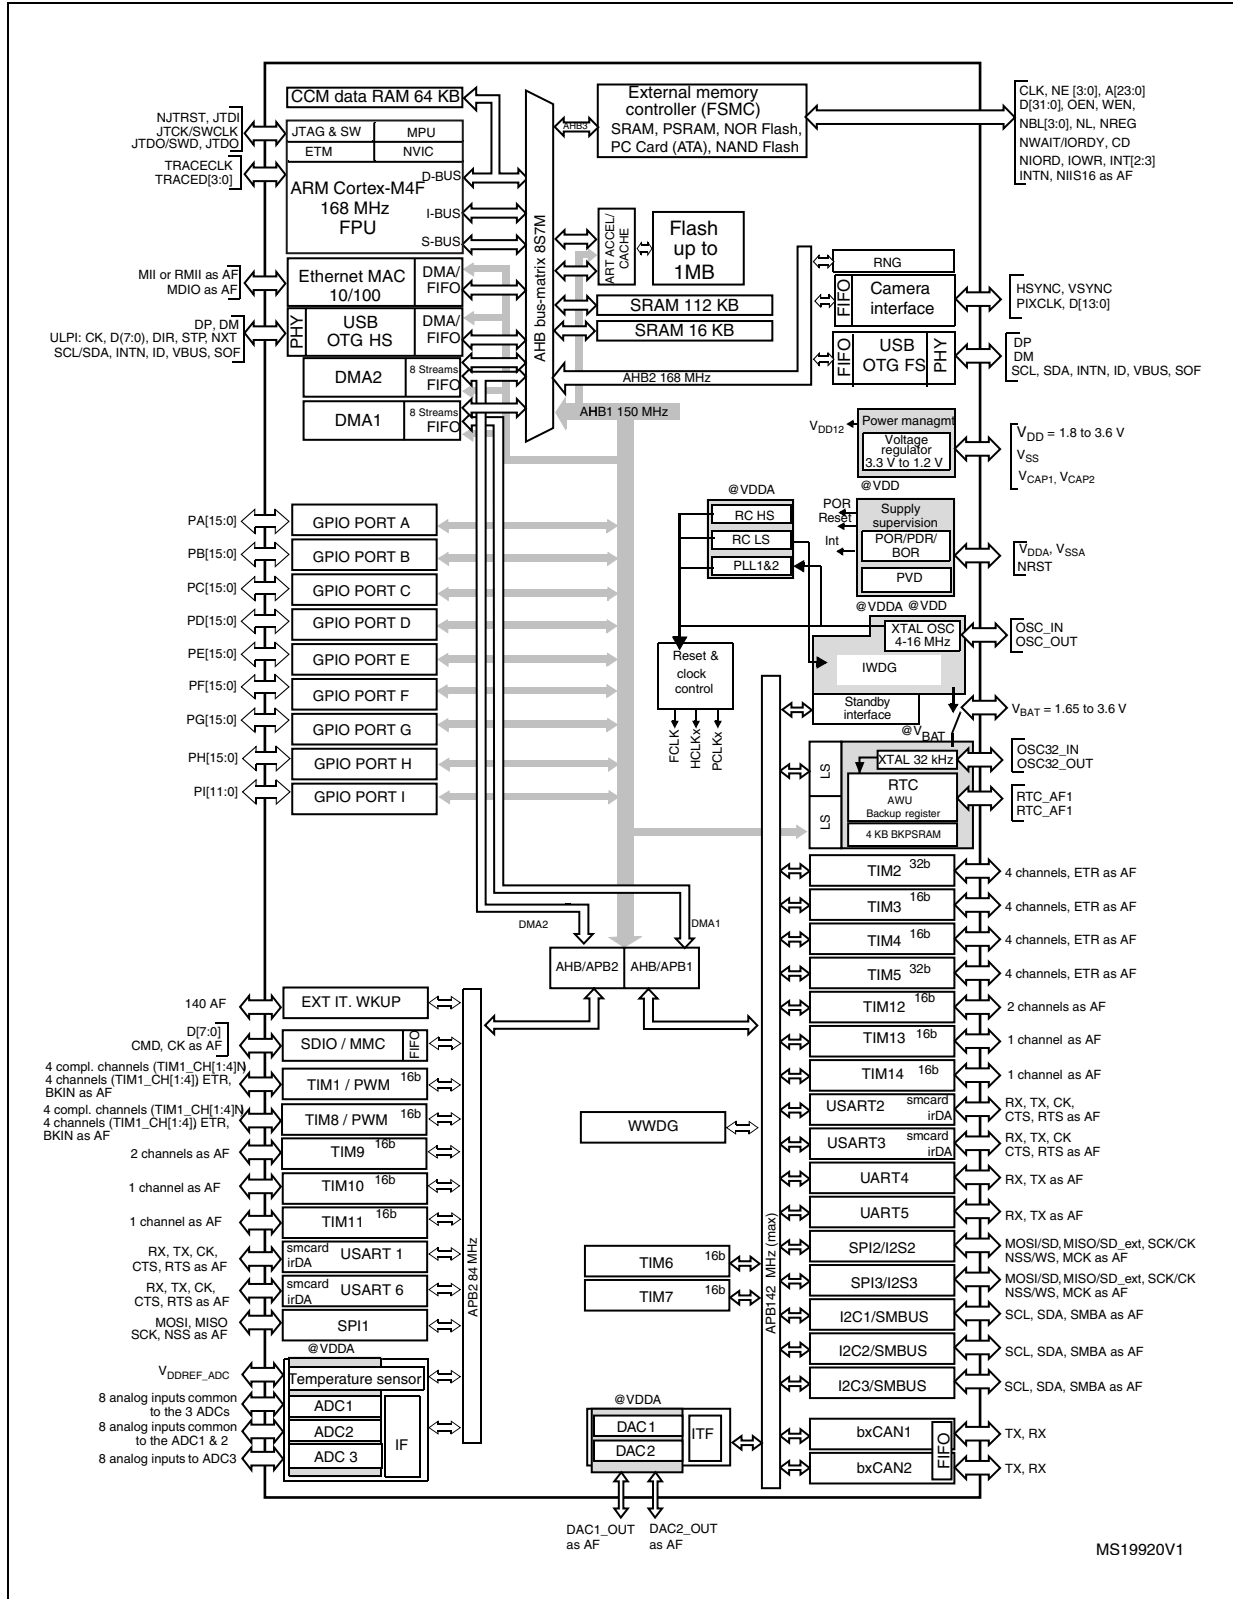 CCM data RAM 64 KB
NJTRST, JTDI
JTCK/SWCLK
JTDO/SWD, JTDO
TRACECLK
TRACED[3:0]
JTAG & SW
MPU
ETM
NVIC
ARM Cortex-M4F
168 MHz
FPU
D-BUS
I-BUS
S-BUS
MII or RMII as AF
MDIO as AF
Ethernet MAC
10/100
DMA/
FIFO
DP, DM
ULPI: CK, D(7:0), DIR, STP, NXT
SCL/SDA, INTN, ID, VBUS, SOF
PHY
USB
OTG HS
DMA/
FIFO
DMA2
8 Streams
FIFO
DMA1
8 Streams
FIFO
AHB bus-matrix 8S7M
AHB3
External memory
controller (FSMC)
SRAM, PSRAM, NOR Flash,
PC Card (ATA), NAND Flash
CLK, NE [3:0], A[23:0]
D[31:0], OEN, WEN,
NBL[3:0], NL, NREG
NWAIT/IORDY, CD
NIORD, IOWR, INT[2:3]
INTN, NIIS16 as AF
ART ACCEL/
CACHE
Flash
up to
1MB
SRAM 112 KB
SRAM 16 KB
AHB2 168 MHz
AHB1 150 MHz
RNG
FIFO
Camera
interface
HSYNC, VSYNC
PIXCLK, D[13:0]
FIFO
USB
OTG FS
PHY
DP
DM
SCL, SDA, INTN, ID, VBUS, SOF
VDD12
Power managmt
Voltage
regulator
3.3 V to 1.2 V
@VDD
VDD = 1.8 to 3.6 V
VSS
VCAP1, VCAP2
@VDDA
RC HS
RC LS
PLL1&2
POR
Reset
Int
Supply
supervision
POR/PDR/
BOR
PVD
VDDA, VSSA
NRST
@VDDA @VDD
XTAL OSC
4-16 MHz
IWDG
OSC_IN
OSC_OUT
Reset &
clock
control
FCLK
HCLKx
PCLKx
Standby
interface
VBAT = 1.65 to 3.6 V
@VBAT
LS
LS
XTAL 32 kHz
RTC
AWU
Backup register
4 KB BKPSRAM
OSC32_IN
OSC32_OUT
RTC_AF1
RTC_AF1
PA[15:0]
GPIO PORT A
PB[15:0]
GPIO PORT B
PC[15:0]
GPIO PORT C
PD[15:0]
GPIO PORT D
PE[15:0]
GPIO PORT E
PF[15:0]
GPIO PORT F
PG[15:0]
GPIO PORT G
PH[15:0]
GPIO PORT H
PI[11:0]
GPIO PORT I
DMA2
DMA1
AHB/APB2
AHB/APB1
140 AF
EXT IT. WKUP
D[7:0]
CMD, CK as AF
SDIO / MMC
FIFO
4 compl. channels (TIM1_CH[1:4]N
4 channels (TIM1_CH[1:4]) ETR,
BKIN as AF
TIM1 / PWM
16b
4 compl. channels (TIM1_CH[1:4]N
4 channels (TIM1_CH[1:4]) ETR,
BKIN as AF
TIM8 / PWM
16b
2 channels as AF
TIM9
16b
1 channel as AF
TIM10
16b
1 channel as AF
TIM11
16b
RX, TX, CK,
CTS, RTS as AF
smcard
irDA
USART 1
RX, TX, CK,
CTS, RTS as AF
smcard
irDA
USART 6
MOSI, MISO
SCK, NSS as AF
SPI1
@VDDA
VDDREF_ADC
Temperature sensor
8 analog inputs common
to the 3 ADCs
ADC1
8 analog inputs common
to the ADC1 & 2
ADC2
8 analog inputs to ADC3
ADC 3
IF
APB2 84 MHz
WWDG
TIM6
16b
TIM7
16b
@VDDA
DAC1
DAC2
ITF
DAC1_OUT
as AF
DAC2_OUT
as AF
APB142 MHz (max)
TIM2
32b
4 channels, ETR as AF
TIM3
16b
4 channels, ETR as AF
TIM4
16b
4 channels, ETR as AF
TIM5
32b
4 channels, ETR as AF
TIM12
16b
2 channels as AF
TIM13
16b
1 channel as AF
TIM14
16b
1 channel as AF
USART2
smcard
irDA
RX, TX, CK,
CTS, RTS as AF
USART3
smcard
irDA
RX, TX, CK
CTS, RTS as AF
UART4
RX, TX as AF
UART5
RX, TX as AF
SPI2/I2S2
MOSI/SD, MISO/SD_ext, SCK/CK
NSS/WS, MCK as AF
SPI3/I2S3
MOSI/SD, MISO/SD_ext, SCK/CK
NSS/WS, MCK as AF
I2C1/SMBUS
SCL, SDA, SMBA as AF
I2C2/SMBUS
SCL, SDA, SMBA as AF
I2C3/SMBUS
SCL, SDA, SMBA as AF
bxCAN1
TX, RX
FIFO
bxCAN2
TX, RX
MS19920V1